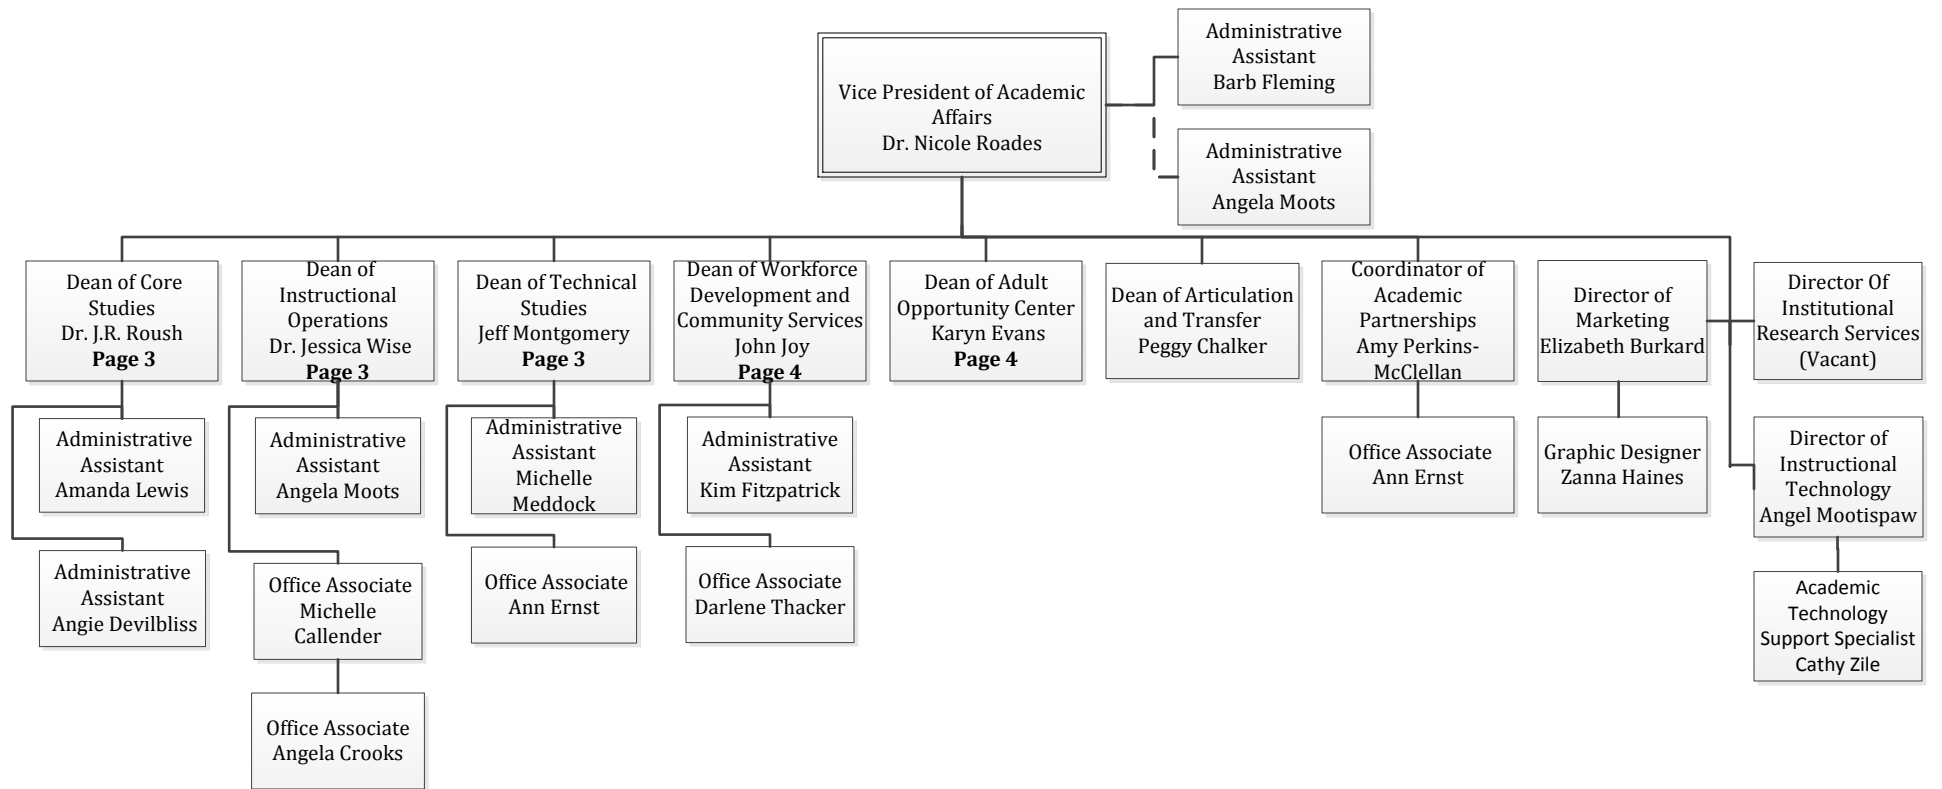 Administrative
Assistant
Barb Fleming
Vice President of Academic
Affairs
Dr. Nicole Roades
Administrative
Assistant
Angela Moots
Dean of Core
Studies
Dr. J.R. Roush
Page 3
Dean of
Instructional
Operations
Dr. Jessica Wise
Page 3
Dean of Technical
Studies
Jeff Montgomery
Page 3
Dean of Workforce
Development and
Community Services
John Joy
Page 4
Dean of Adult
Opportunity Center
Karyn Evans
Page 4
Dean of Articulation
and Transfer
Peggy Chalker
Coordinator of
Academic
Partnerships
Amy Perkins-
McClellan
Director of
Marketing
Elizabeth Burkard
Director Of
Institutional
Research Services
(Vacant)
Administrative
Assistant
Amanda Lewis
Administrative
Assistant
Angela Moots
Administrative
Assistant
Michelle
Meddock
Administrative
Assistant
Kim Fitzpatrick
Office Associate
Ann Ernst
Graphic Designer
Zanna Haines
Director of
Instructional
Technology
Angel Mootispaw
Administrative
Assistant
Angie Devilbliss
Office Associate
Michelle
Callender
Office Associate
Ann Ernst
Office Associate
Darlene Thacker
Academic
Technology
Support Specialist
Cathy Zile
Office Associate
Angela Crooks